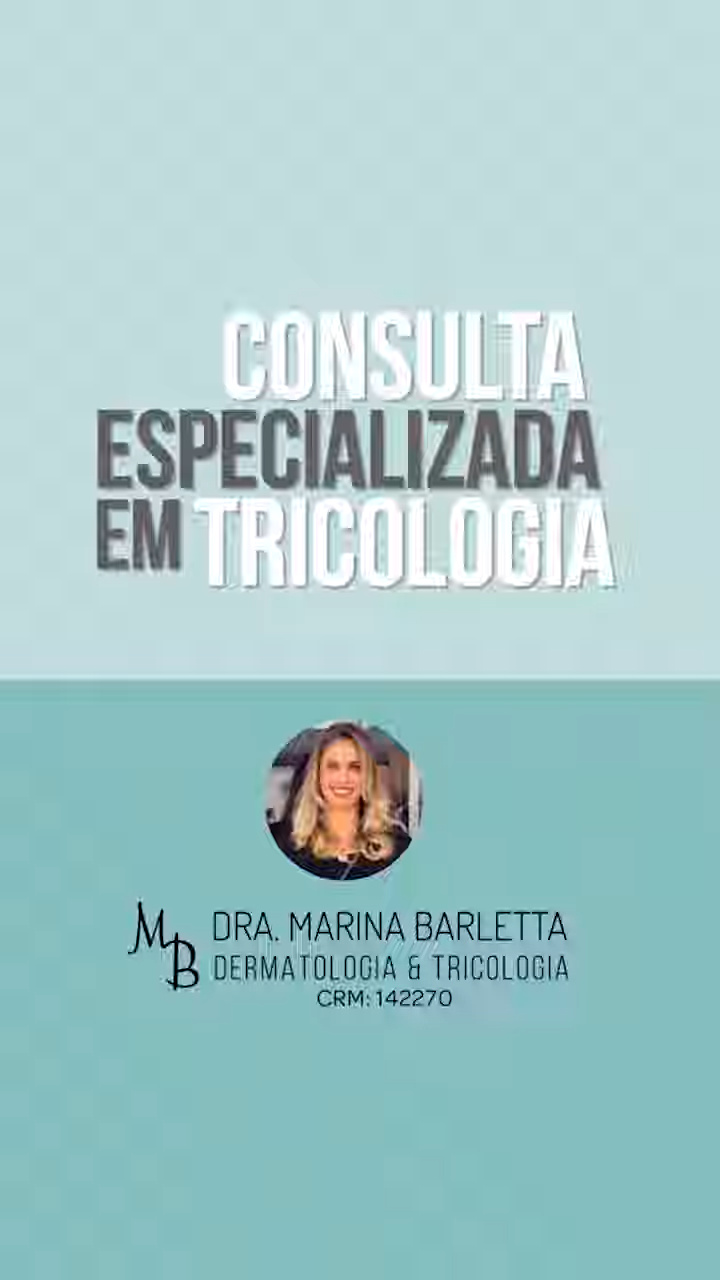 CONSULTA
ESPECIALIZADA
EM TRICOLOGIA
MB
DRA. MARINA BARLETTA
DERMATOLOGIA & TRICOLOGIA
CRM: 142270